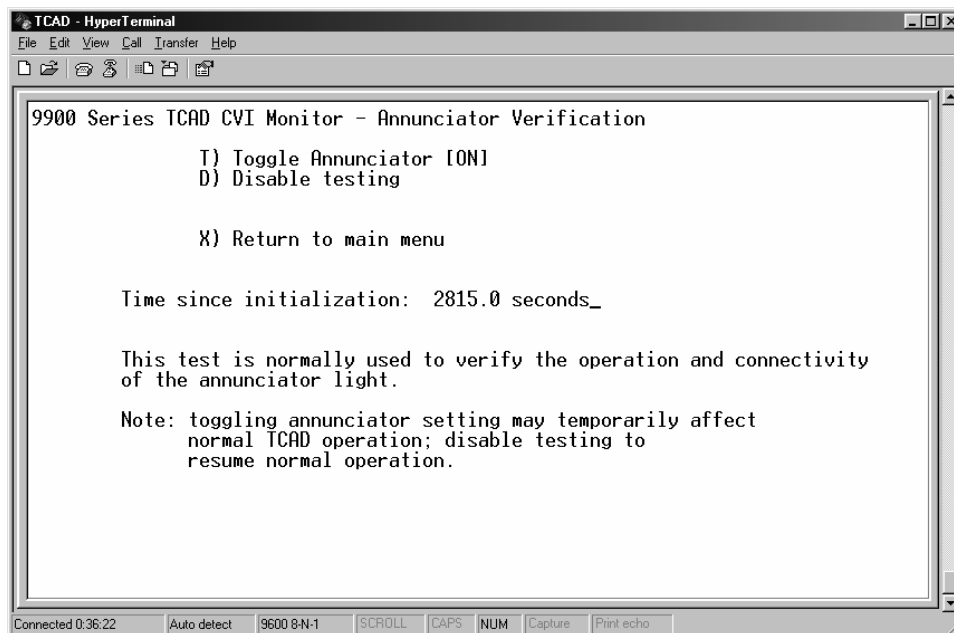 TCAD - HyperTerminal
File Edit View Call Transfer Help
9900 Series TCAD CVI Monitor - Annunciator Verification
T) Toggle Annunciator [ON]
D) Disable testing
X) Return to main menu
Time since initialization: 2815.0 seconds_
This test is normally used to verify the operation and connectivity
of the annunciator light.
Note: toggling annunciator setting may temporarily affect
normal TCAD operation; disable testing to
resume normal operation.
Connected 0:36:22 Auto detect 9600 8-N-1 SCROLL CAPS NUM Capture Print echo